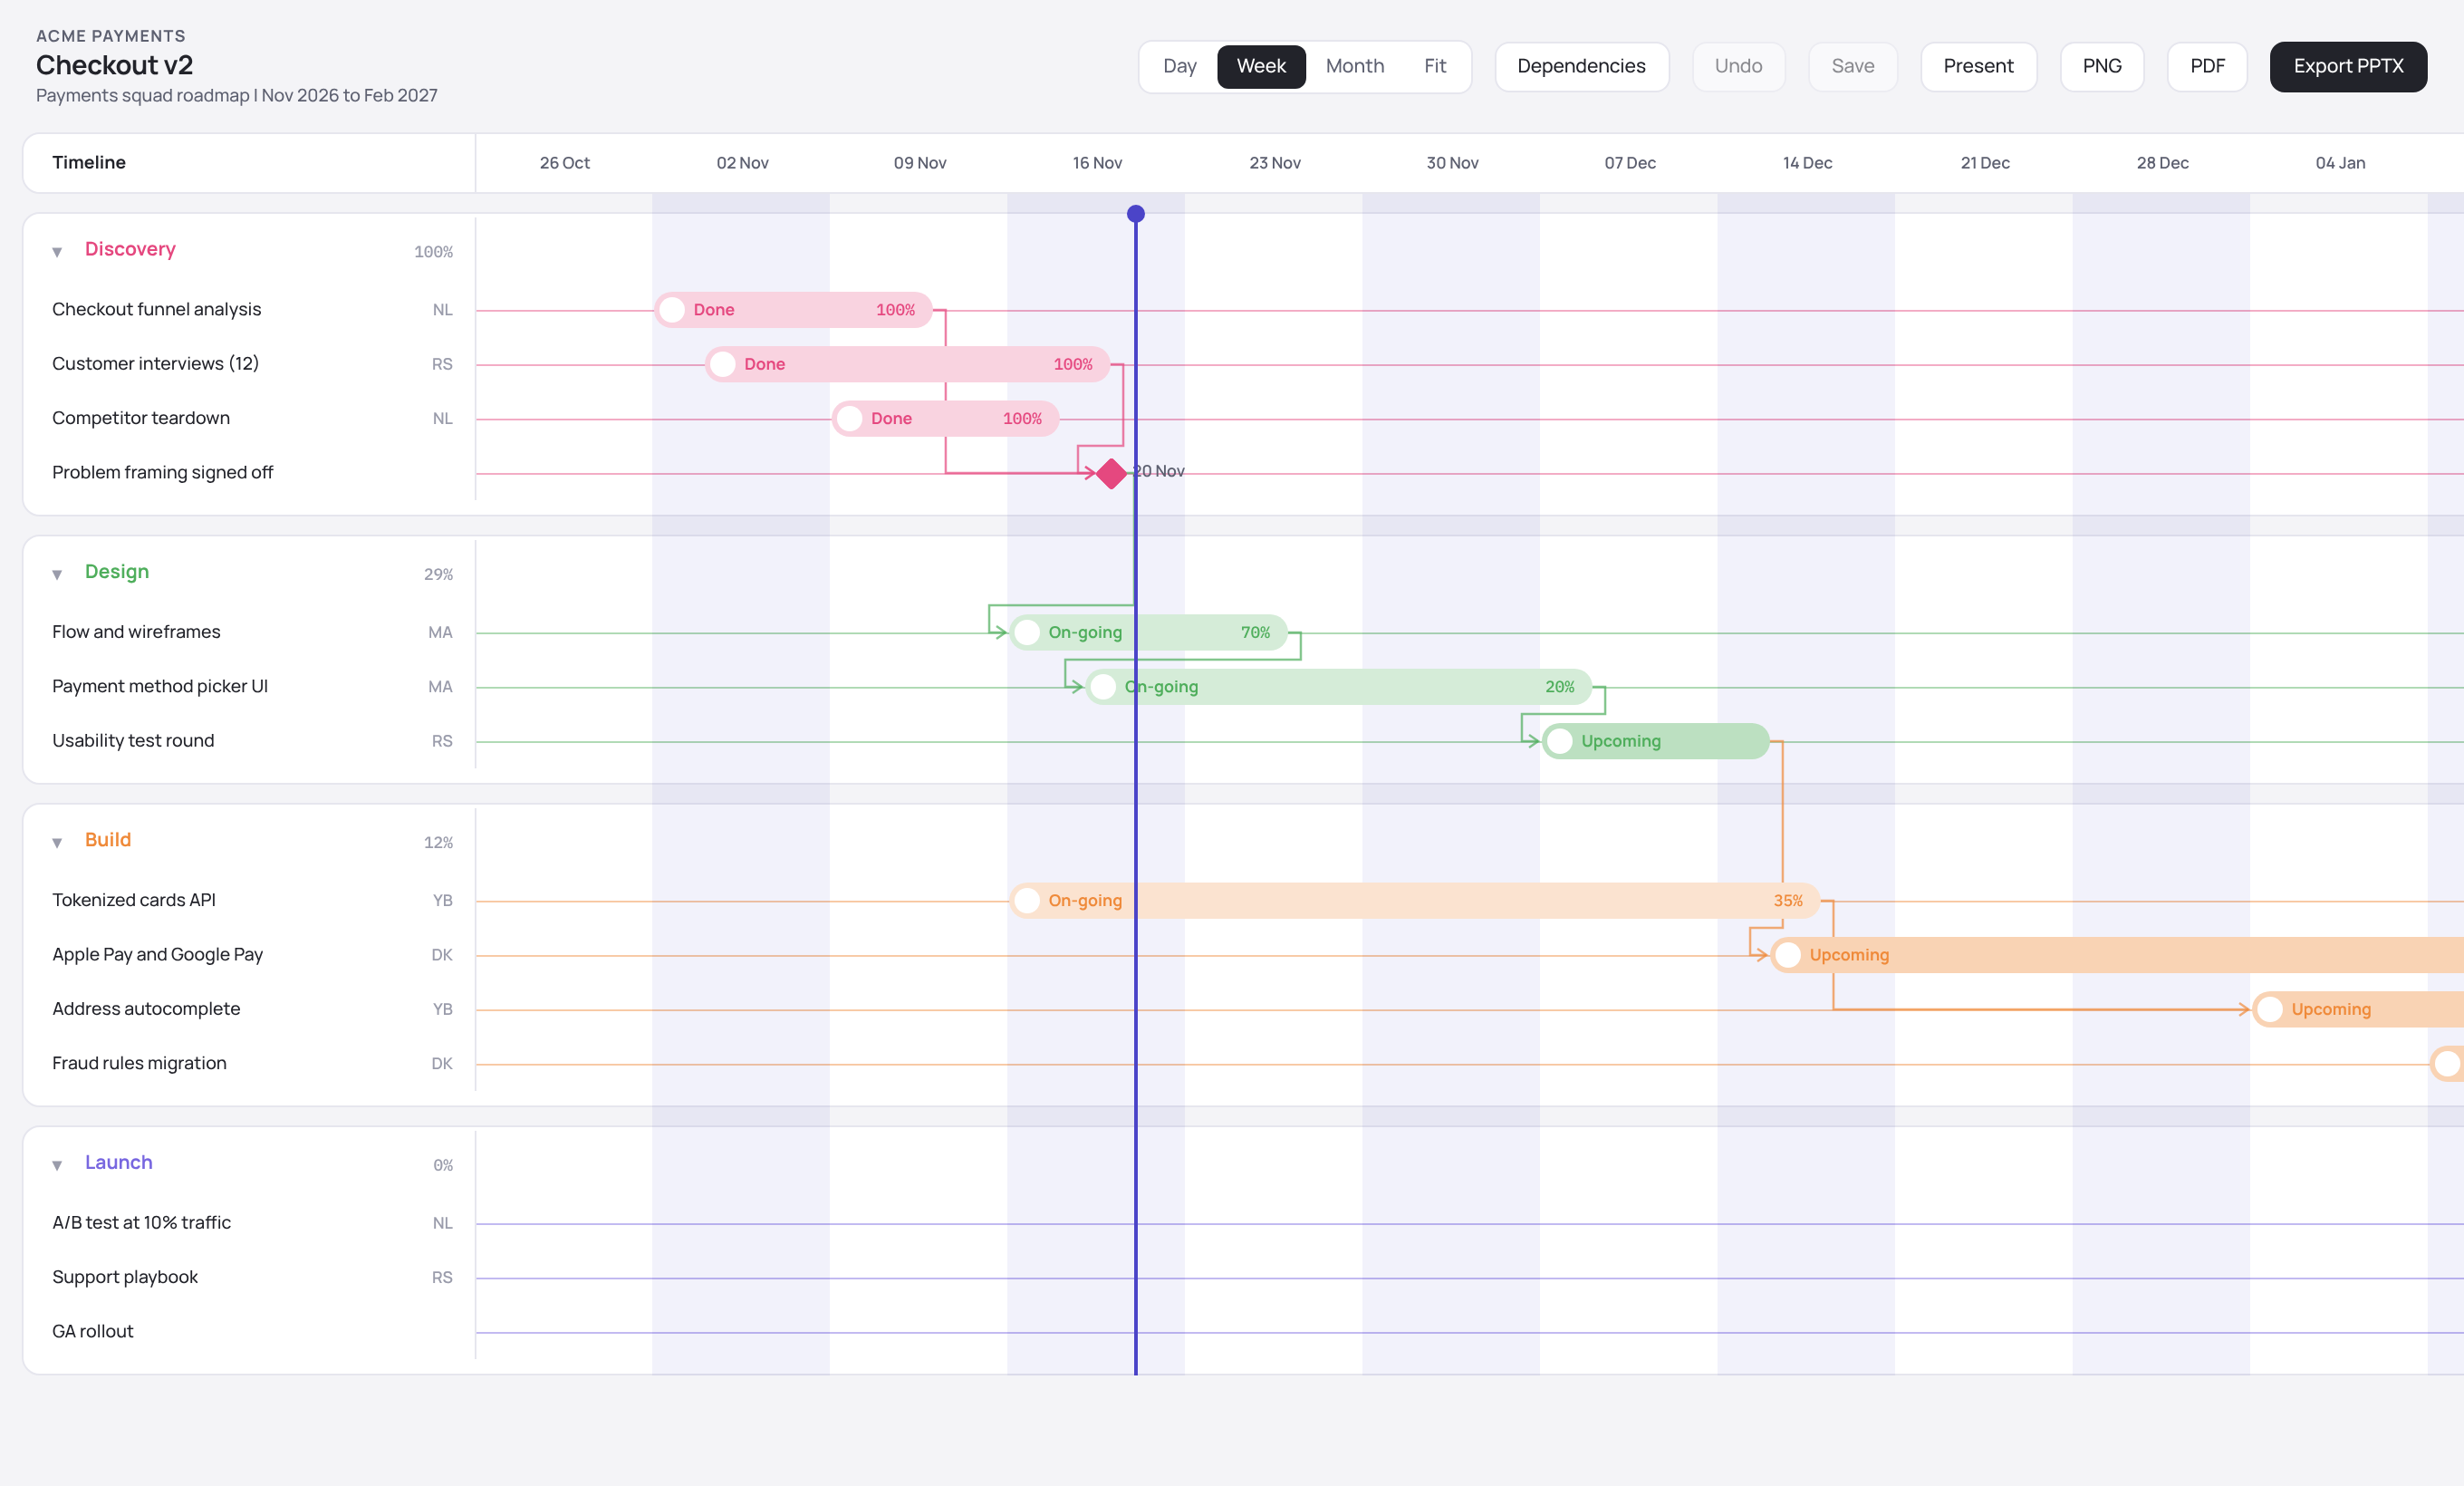 ACME PAYMENTS
Checkout v2
Payments squad roadmap | Nov 2026 to Feb 2027
Day Week Month Fit Dependencies Undo Save Present PNG PDF Export PPTX
Timeline 26 Oct 02 Nov 09 Nov 16 Nov 23 Nov 30 Nov 07 Dec 14 Dec 21 Dec 28 Dec 04 Jan
Discovery 100%
Checkout funnel analysis NL Done 100%
Customer interviews (12) RS Done 100%
Competitor teardown NL Done 100%
Problem framing signed off 20 Nov
Design 29%
Flow and wireframes MA On-going 70%
Payment method picker UI MA On-going 20%
Usability test round RS Upcoming
Build 12%
Tokenized cards API YB On-going 35%
Apple Pay and Google Pay DK Upcoming
Address autocomplete YB Upcoming
Fraud rules migration DK
Launch 0%
A/B test at 10% traffic NL
Support playbook RS
GA rollout